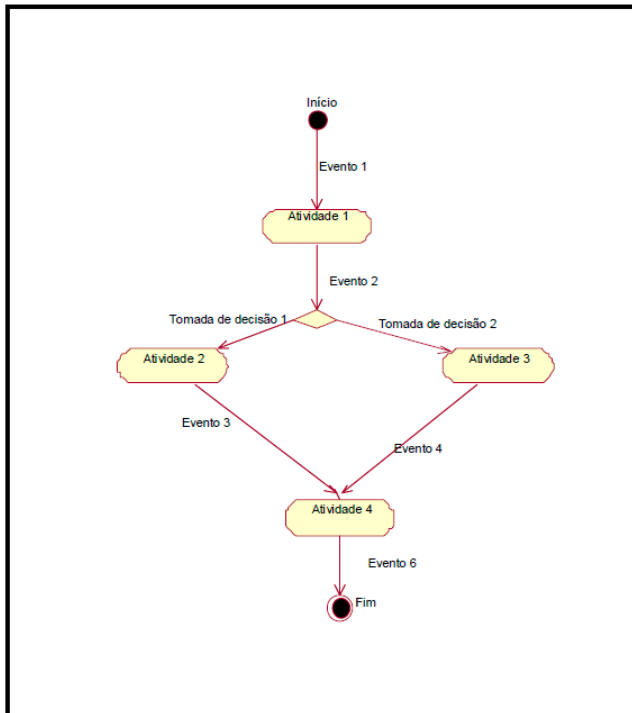 Início
Evento 1
Atividade 1
Evento 2
Tomada de decisão 1
Tomada de decisão 2
Atividade 2
Atividade 3
Evento 3
Evento 4
Atividade 4
Evento 6
Fim